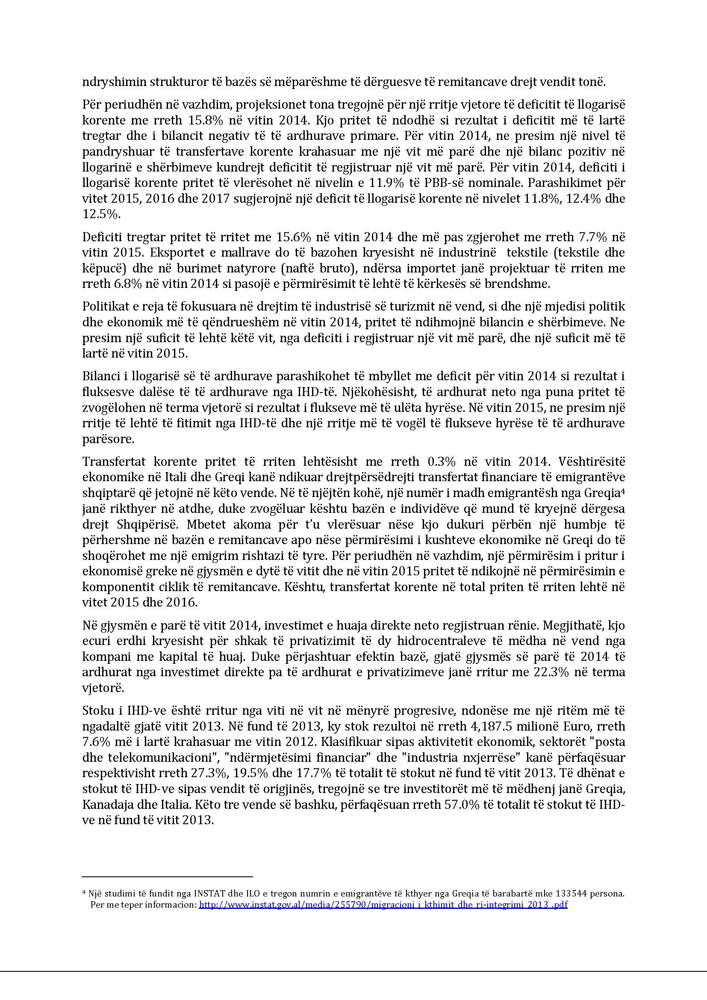 ndryshimin strukturor të bazës së mëparëshme të dërguesve të remitancave drejt vendit tonë.
Për periudhën në vazhdim, projeksionet tona tregojnë për një rritje vjetore të deficitit të llogarisë
korente me rreth 15.8% në vitin 2014. Kjo pritet të ndodhë si rezultat i deficitit më të lartë
tregtar dhe i bilancit negativ të të ardhurave primare. Për vitin 2014, ne presim një nivel të
pandryshuar të transfertave korente krahasuar me një vit më parë dhe një bilanc pozitiv në
llogarinë e shërbimeve kundrejt deficitit të regjistruar një vit më parë. Për vitin 2014, deficiti i
llogarisë korente pritet të vlerësohet në nivelin e 11.9% të PBB-së nominale. Parashikimet për
vitet 2015, 2016 dhe 2017 sugjerojnë një deficit të llogarisë korente në nivelet 11.8%, 12.4% dhe
12.5%.
Deficiti tregtar pritet të rritet me 15.6% në vitin 2014 dhe më pas zgjerohet me rreth 7.7% në
vitin 2015. Eksportet e mallrave do të bazohen kryesisht në industrinë tekstile (tekstile dhe
këpucë) dhe në burimet natyrore (naftë bruto), ndërsa importet janë projektuar të rriten me
rreth 6.8% në vitin 2014 si pasojë e përmirësimit të lehtë të kërkesës së brendshme.
Politikat e reja të fokusuara në drejtim të industrisë së turizmit në vend, si dhe një mjedisi politik
dhe ekonomik më të qëndrueshëm në vitin 2014, pritet të ndihmojnë bilancin e shërbimeve. Ne
presim një suficit të lehtë këtë vit, nga deficiti i regjistruar një vit më parë, dhe një suficit më të
lartë në vitin 2015.
Bilanci i llogarisë së të ardhurave parashikohet të mbyllet me deficit për vitin 2014 si rezultat i
fluksesve dalëse të të ardhurave nga IHD-të. Njëkohësisht, të ardhurat neto nga puna pritet të
zvogëlohen në terma vjetorë si rezultat i flukseve më të ulëta hyrëse. Në vitin 2015, ne presim një
rritje të lehtë të fitimit nga IHD-të dhe një rritje më të vogël të flukseve hyrëse të të ardhurave
parësore.
Transfertat korente pritet të rriten lehtësisht me rreth 0.3% në vitin 2014. Vështirësitë
ekonomike në Itali dhe Greqi kanë ndikuar drejtpërsëdrejti transfertat financiare të emigrantëve
shqiptarë që jetojnë në këto vende. Në të njëjtën kohë, një numër i madh emigrantësh nga Greqia⁴
janë rikthyer në atdhe, duke zvogëluar kështu bazën e individëve që mund të kryejnë dërgesa
drejt Shqipërisë. Mbetet akoma për t’u vlerësuar nëse kjo dukuri përbën një humbje të
përhershme në bazën e remitancave apo nëse përmirësimi i kushteve ekonomike në Greqi do të
shoqërohet me një emigrim rishtazi të tyre. Për periudhën në vazhdim, një përmirësim i pritur i
ekonomisë greke në gjysmën e dytë të vitit dhe në vitin 2015 pritet të ndikojnë në përmirësimin e
komponentit ciklik të remitancave. Kështu, transfertat korente në total priten të rriten lehtë në
vitet 2015 dhe 2016.
Në gjysmën e parë të vitit 2014, investimet e huaja direkte neto regjistruan rënie. Megjithatë, kjo
ecuri erdhi kryesisht për shkak të privatizimit të dy hidrocentraleve të mëdha në vend nga
kompani me kapital të huaj. Duke përjashtuar efektin bazë, gjatë gjysmës së parë të 2014 të
ardhurat nga investimet direkte pa të ardhurat e privatizimeve janë rritur me 22.3% në terma
vjetorë.
Stoku i IHD-ve është rritur nga viti në vit në mënyrë progresive, ndonëse me një ritëm më të
ngadaltë gjatë vitit 2013. Në fund të 2013, ky stok rezultoi në rreth 4,187.5 milionë Euro, rreth
7.6% më i lartë krahasuar me vitin 2012. Klasifikuar sipas aktivitetit ekonomik, sektorët "posta
dhe telekomunikacioni", "ndërmjetësimi financiar" dhe "industria nxjerrëse" kanë përfaqësuar
respektivisht rreth 27.3%, 19.5% dhe 17.7% të totalit të stokut në fund të vitit 2013. Të dhënat e
stokut të IHD-ve sipas vendit të origjinës, tregojnë se tre investitorët më të mëdhenj janë Greqia,
Kanadaja dhe Italia. Këto tre vende së bashku, përfaqësuan rreth 57.0% të totalit të stokut të IHD-
ve në fund të vitit 2013.
⁴ Një studimi të fundit nga INSTAT dhe ILO e tregon numrin e emigrantëve të kthyer nga Greqia të barabartë mke 133544 persona.
Per me teper informacion: http://www.instat.gov.al/media/255790/migracioni_i_kthimit_dhe_ri-integrimi_2013_.pdf